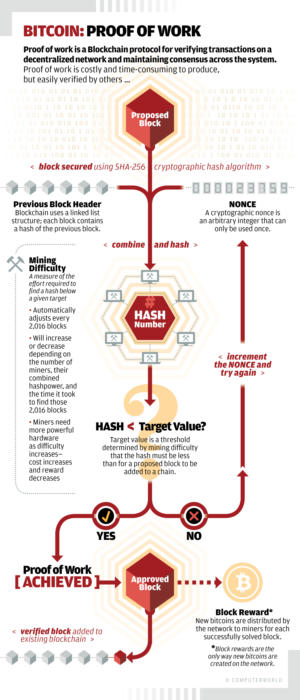 BITCOIN: PROOF OF WORK
Proof of work is a Blockchain protocol for verifying transactions on a
decentralized network and maintaining consensus across the system.
Proof of work is costly and time-consuming to produce,
but easily verified by others ...
Proposed
Block
< block secured using SHA-256 cryptographic hash algorithm >
Previous Block Header
Blockchain uses a linked list
structure; each block contains
a hash of the previous block.
NONCE
A cryptographic nonce is
an arbitrary integer that can
only be used once.
< combine and hash >
Mining
Difficulty
A measure of the
effort required to
find a hash below
a given target
• Automatically
adjusts every
2,016 blocks
• Will increase
or decrease
depending on
the number of
miners, their
combined
hashpower, and
the time it took
to find those
2,016 blocks
• Miners need
more powerful
hardware
as difficulty
increases—
cost increases
and reward
decreases
#
HASH
Number
< increment
the NONCE and
try again >
?
HASH < Target Value?
Target value is a threshold
determined by mining difficulty
that the hash must be less
than for a proposed block to be
added to a chain.
YES
NO
Proof of Work
[ ACHIEVED ]
Approved
Block
Block Reward*
New bitcoins are distributed by
the network to miners for each
successfully solved block.
*Block rewards are the
only way new bitcoins are
created on the network.
< verified block added to
existing blockchain >
© COMPUTERWORLD